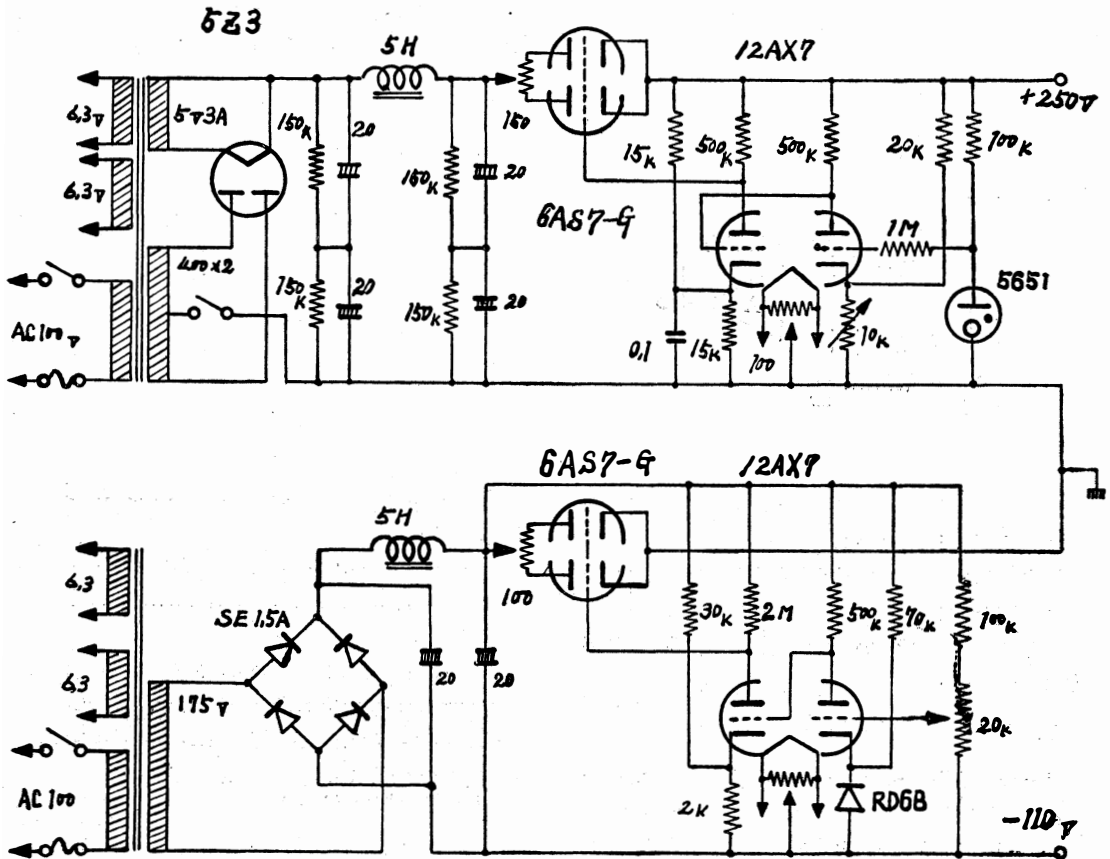 5Z3
5H
12AX7
+250V
6.3V
5V3A
150K
20
150
15K
500K
500K
20K
100K
6.3V
150K
20
6AS7-G
1M
400x2
150K
20
150K
20
5651
AC100V
0.1
15K
100
10K
6AS7-G
12AX7
5H
6.3
SE1.5A
100
30K
2M
500K
70K
100K
6.3
175V
20
20
20K
AC100
2K
RD6B
-110V